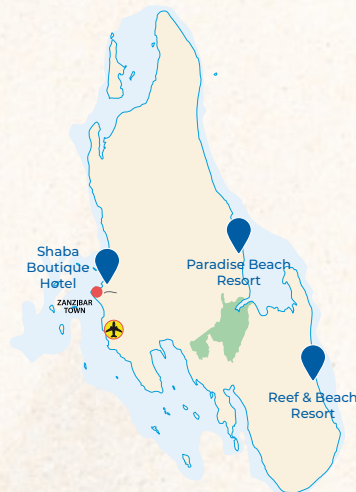 Shaba
Boutique
Hotel
ZANZIBAR
TOWN
Paradise Beach
Resort
Reef & Beach
Resort